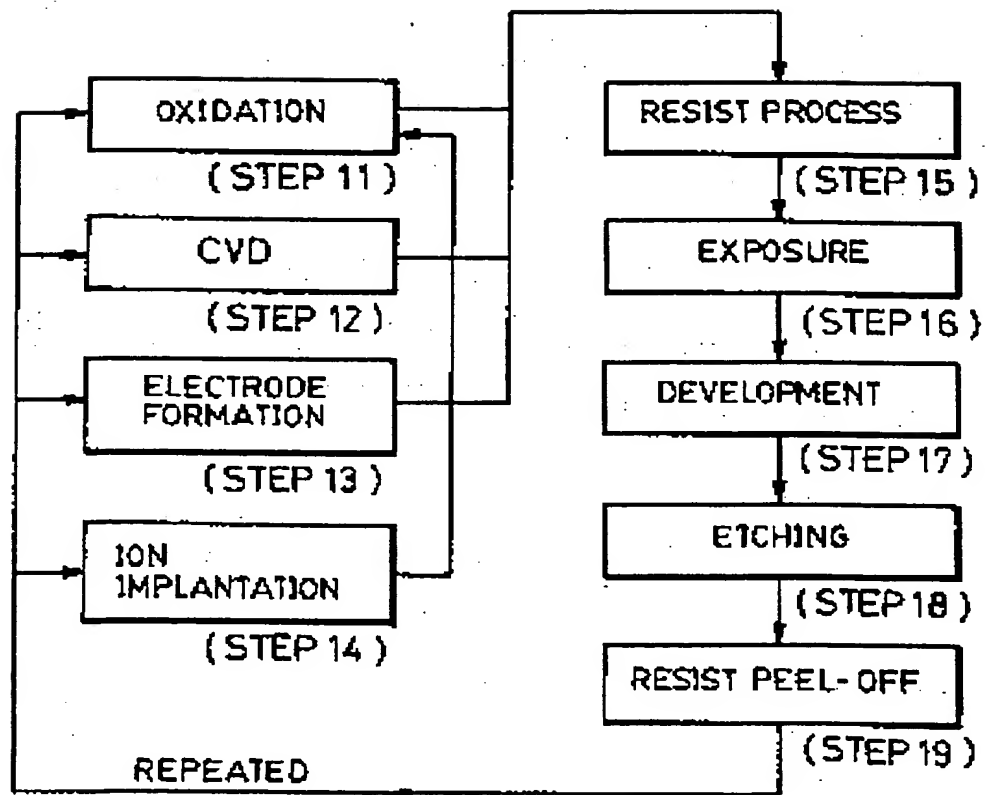 OXIDATION
(STEP 11)
CVD
(STEP 12)
ELECTRODE
FORMATION
(STEP 13)
ION
IMPLANTATION
(STEP 14)
REPEATED
RESIST PROCESS
(STEP 15)
EXPOSURE
(STEP 16)
DEVELOPMENT
(STEP 17)
ETCHING
(STEP 18)
RESIST PEEL-OFF
(STEP 19)